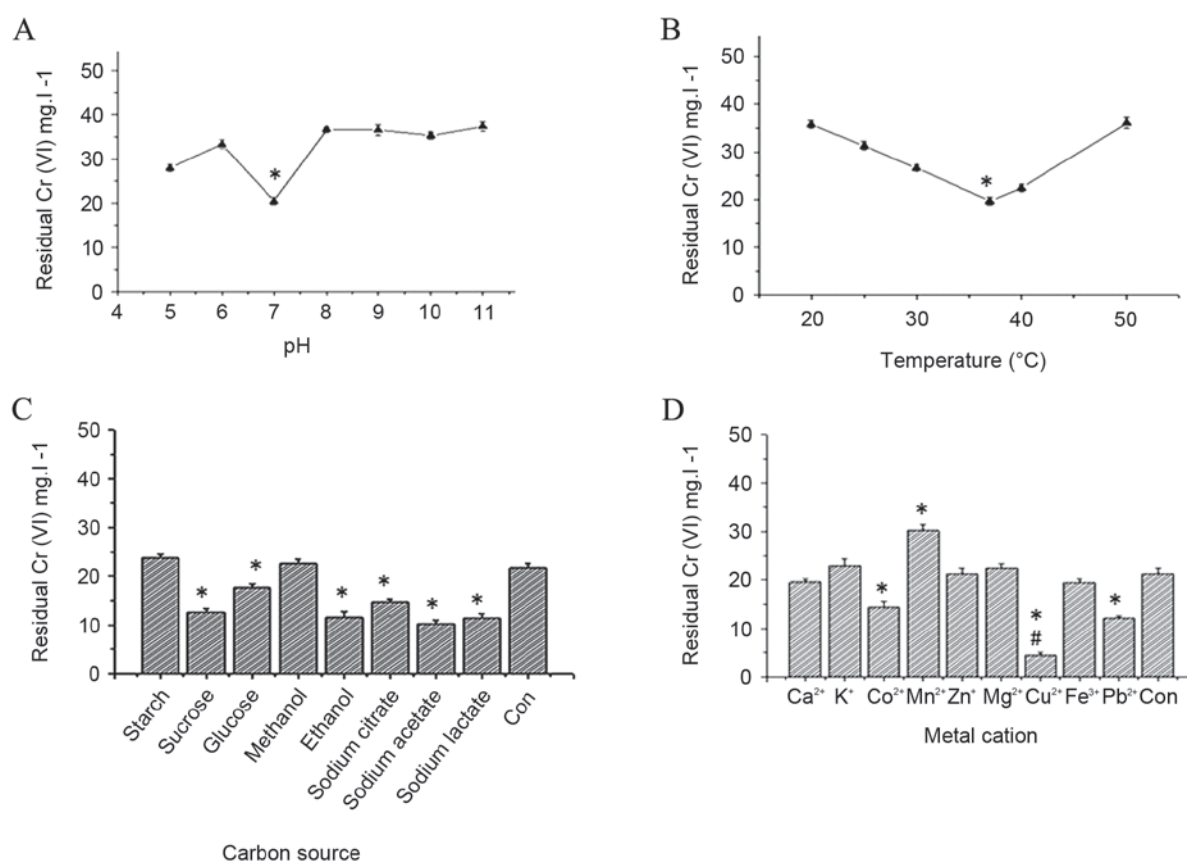 A
Residual Cr (VI) mg.l -1
50
40
30
20
10
0
*
4 5 6 7 8 9 10 11
pH
B
Residual Cr (VI) mg.l -1
50
40
30
20
10
0
*
20 30 40 50
Temperature (°C)
C
Residual Cr (VI) mg.l -1
50
40
30
20
10
0
* * * * * *
Starch
Sucrose
Glucose
Methanol
Ethanol
Sodium citrate
Sodium acetate
Sodium lactate
Con
Carbon source
D
Residual Cr (VI) mg.l -1
50
40
30
20
10
0
* * * *
#
Ca²⁺ K⁺ Co²⁺ Mn²⁺ Zn⁺ Mg²⁺ Cu²⁺ Fe³⁺ Pb²⁺ Con
Metal cation